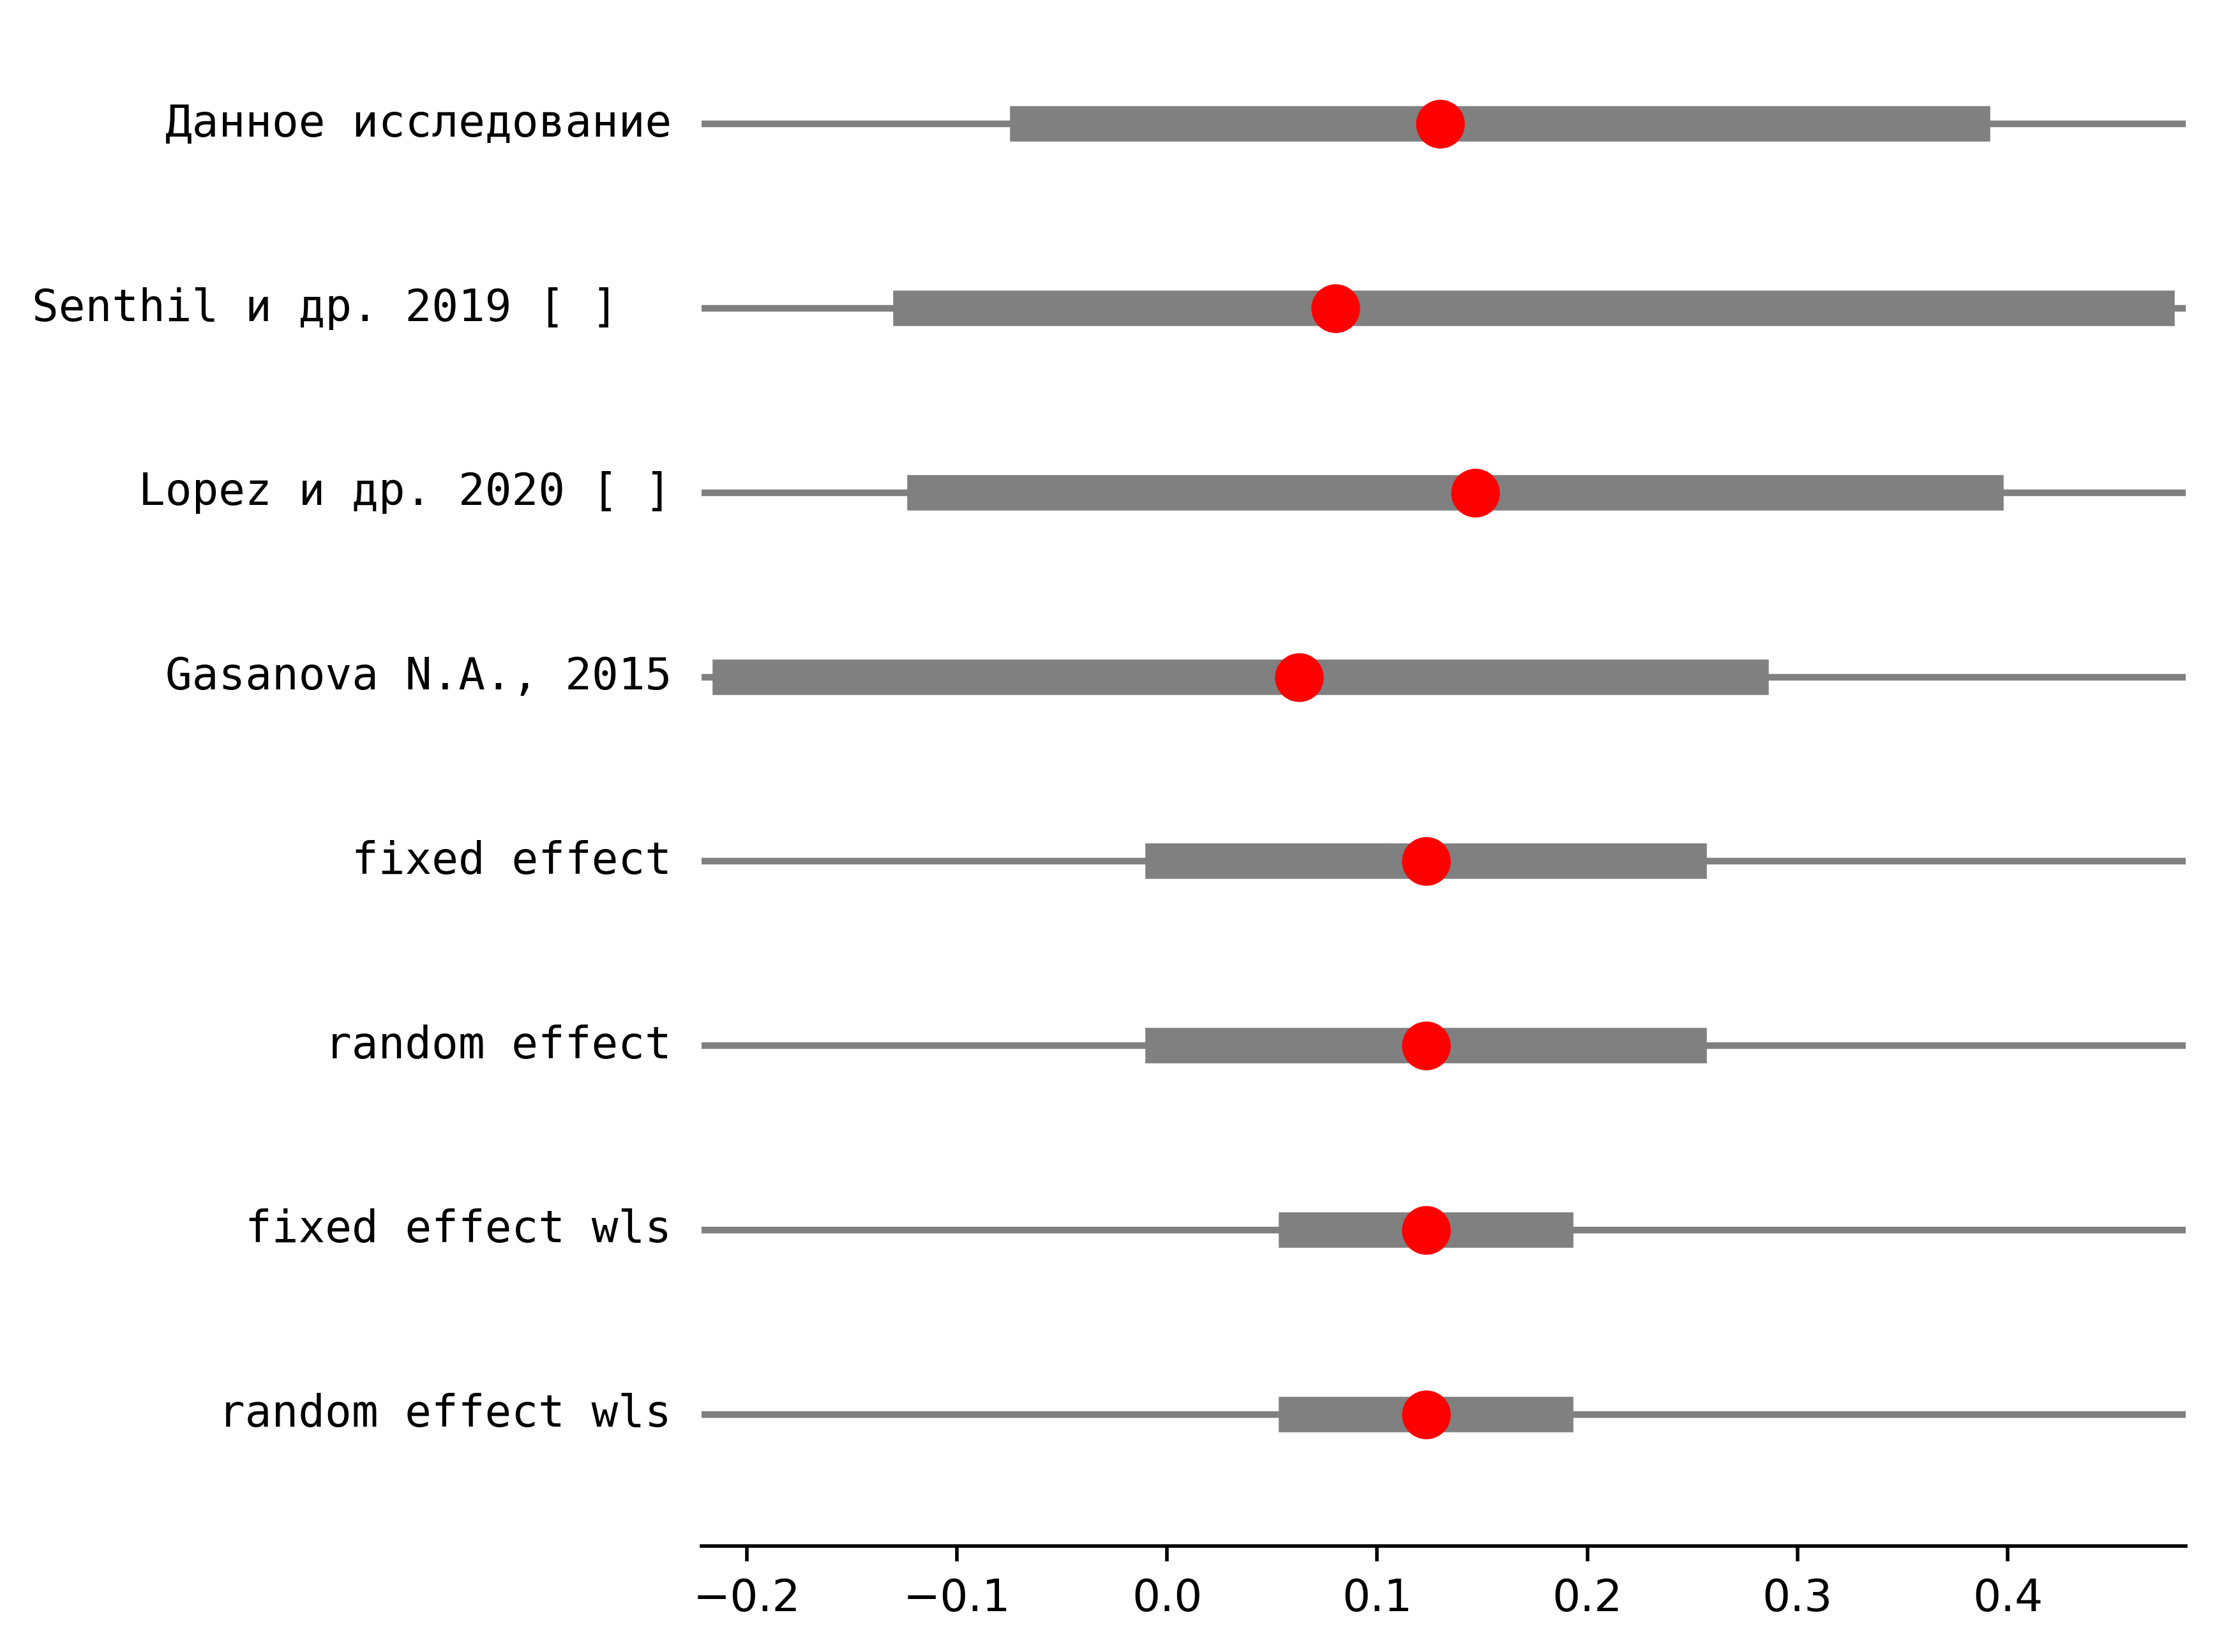 Данное исследование
Senthil и др. 2019 [ ]
Lopez и др. 2020 [ ]
Gasanova N.A., 2015
fixed effect
random effect
fixed effect wls
random effect wls
−0.2 −0.1 0.0 0.1 0.2 0.3 0.4